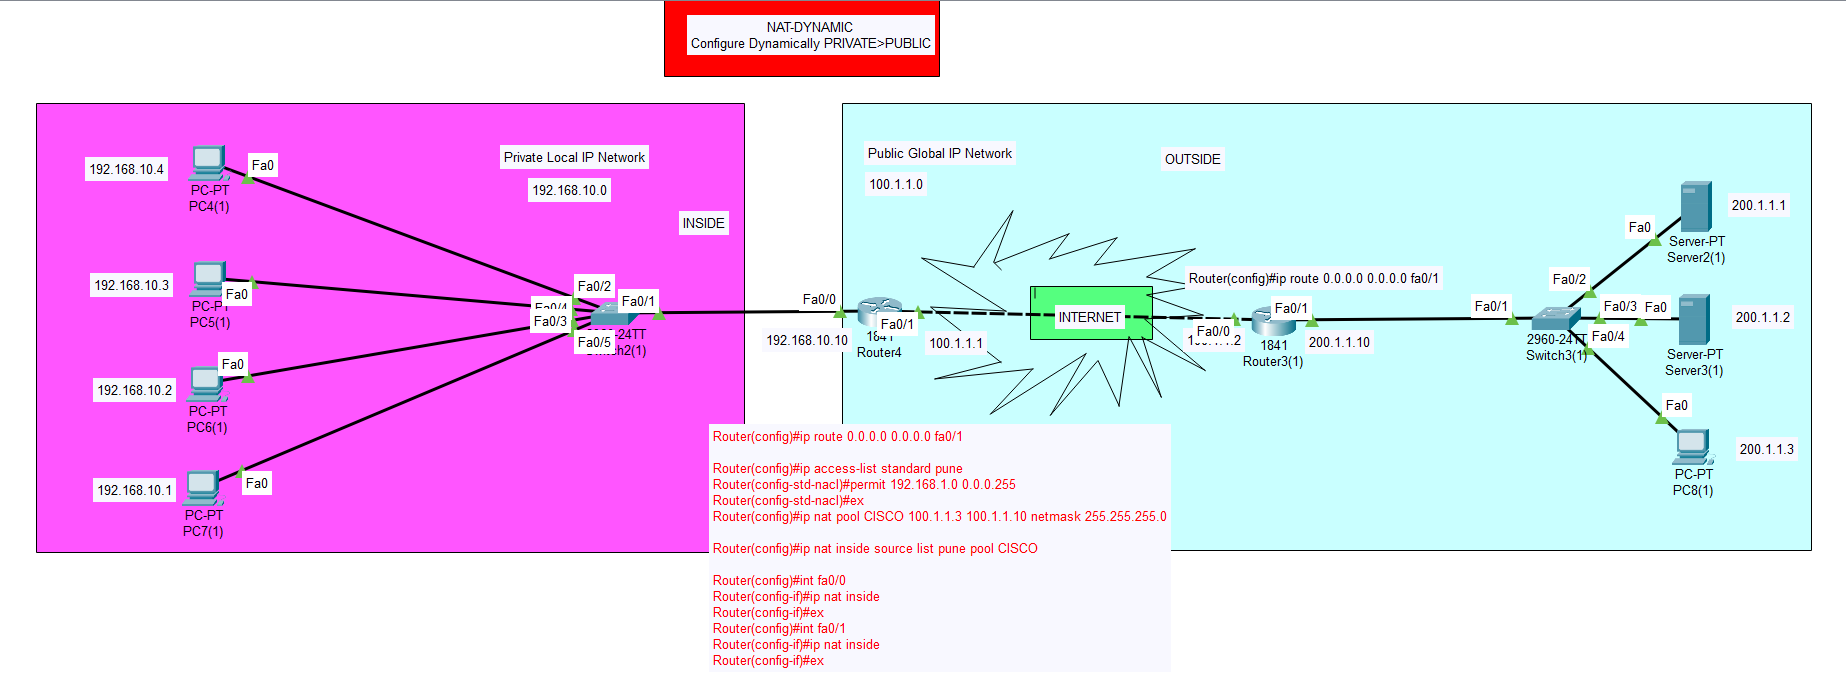 NAT-DYNAMIC
Configure Dynamically PRIVATE>PUBLIC
Private Local IP Network
192.168.10.0
INSIDE
192.168.10.4
Fa0
PC-PT
PC4(1)
192.168.10.3
Fa0
PC5(1)
192.168.10.2
Fa0
PC-PT
PC6(1)
192.168.10.1
Fa0
PC-PT
PC7(1)
Fa0/2
Fa0/1
Fa0/4
Fa0/3
Fa0/5
-24TT
Fa0/0
192.168.10.10
Public Global IP Network
100.1.1.0
OUTSIDE
Fa0/1
1841
Router4
100.1.1.1
INTERNET
Router(config)#ip route 0.0.0.0 0.0.0.0 fa0/1
Fa0/1
Fa0/0
1841
Router3(1)
200.1.1.10
Fa0/1
Fa0/2
Fa0/3
Fa0
Fa0/4
2960-24TT
Switch3(1)
Fa0
Server-PT
Server2(1)
200.1.1.1
Server-PT
Server3(1)
200.1.1.2
Fa0
PC-PT
PC8(1)
200.1.1.3
Router(config)#ip route 0.0.0.0 0.0.0.0 fa0/1
Router(config)#ip access-list standard pune
Router(config-std-nacl)#permit 192.168.1.0 0.0.0.255
Router(config-std-nacl)#ex
Router(config)#ip nat pool CISCO 100.1.1.3 100.1.1.10 netmask 255.255.255.0
Router(config)#ip nat inside source list pune pool CISCO
Router(config)#int fa0/0
Router(config-if)#ip nat inside
Router(config-if)#ex
Router(config)#int fa0/1
Router(config-if)#ip nat inside
Router(config-if)#ex